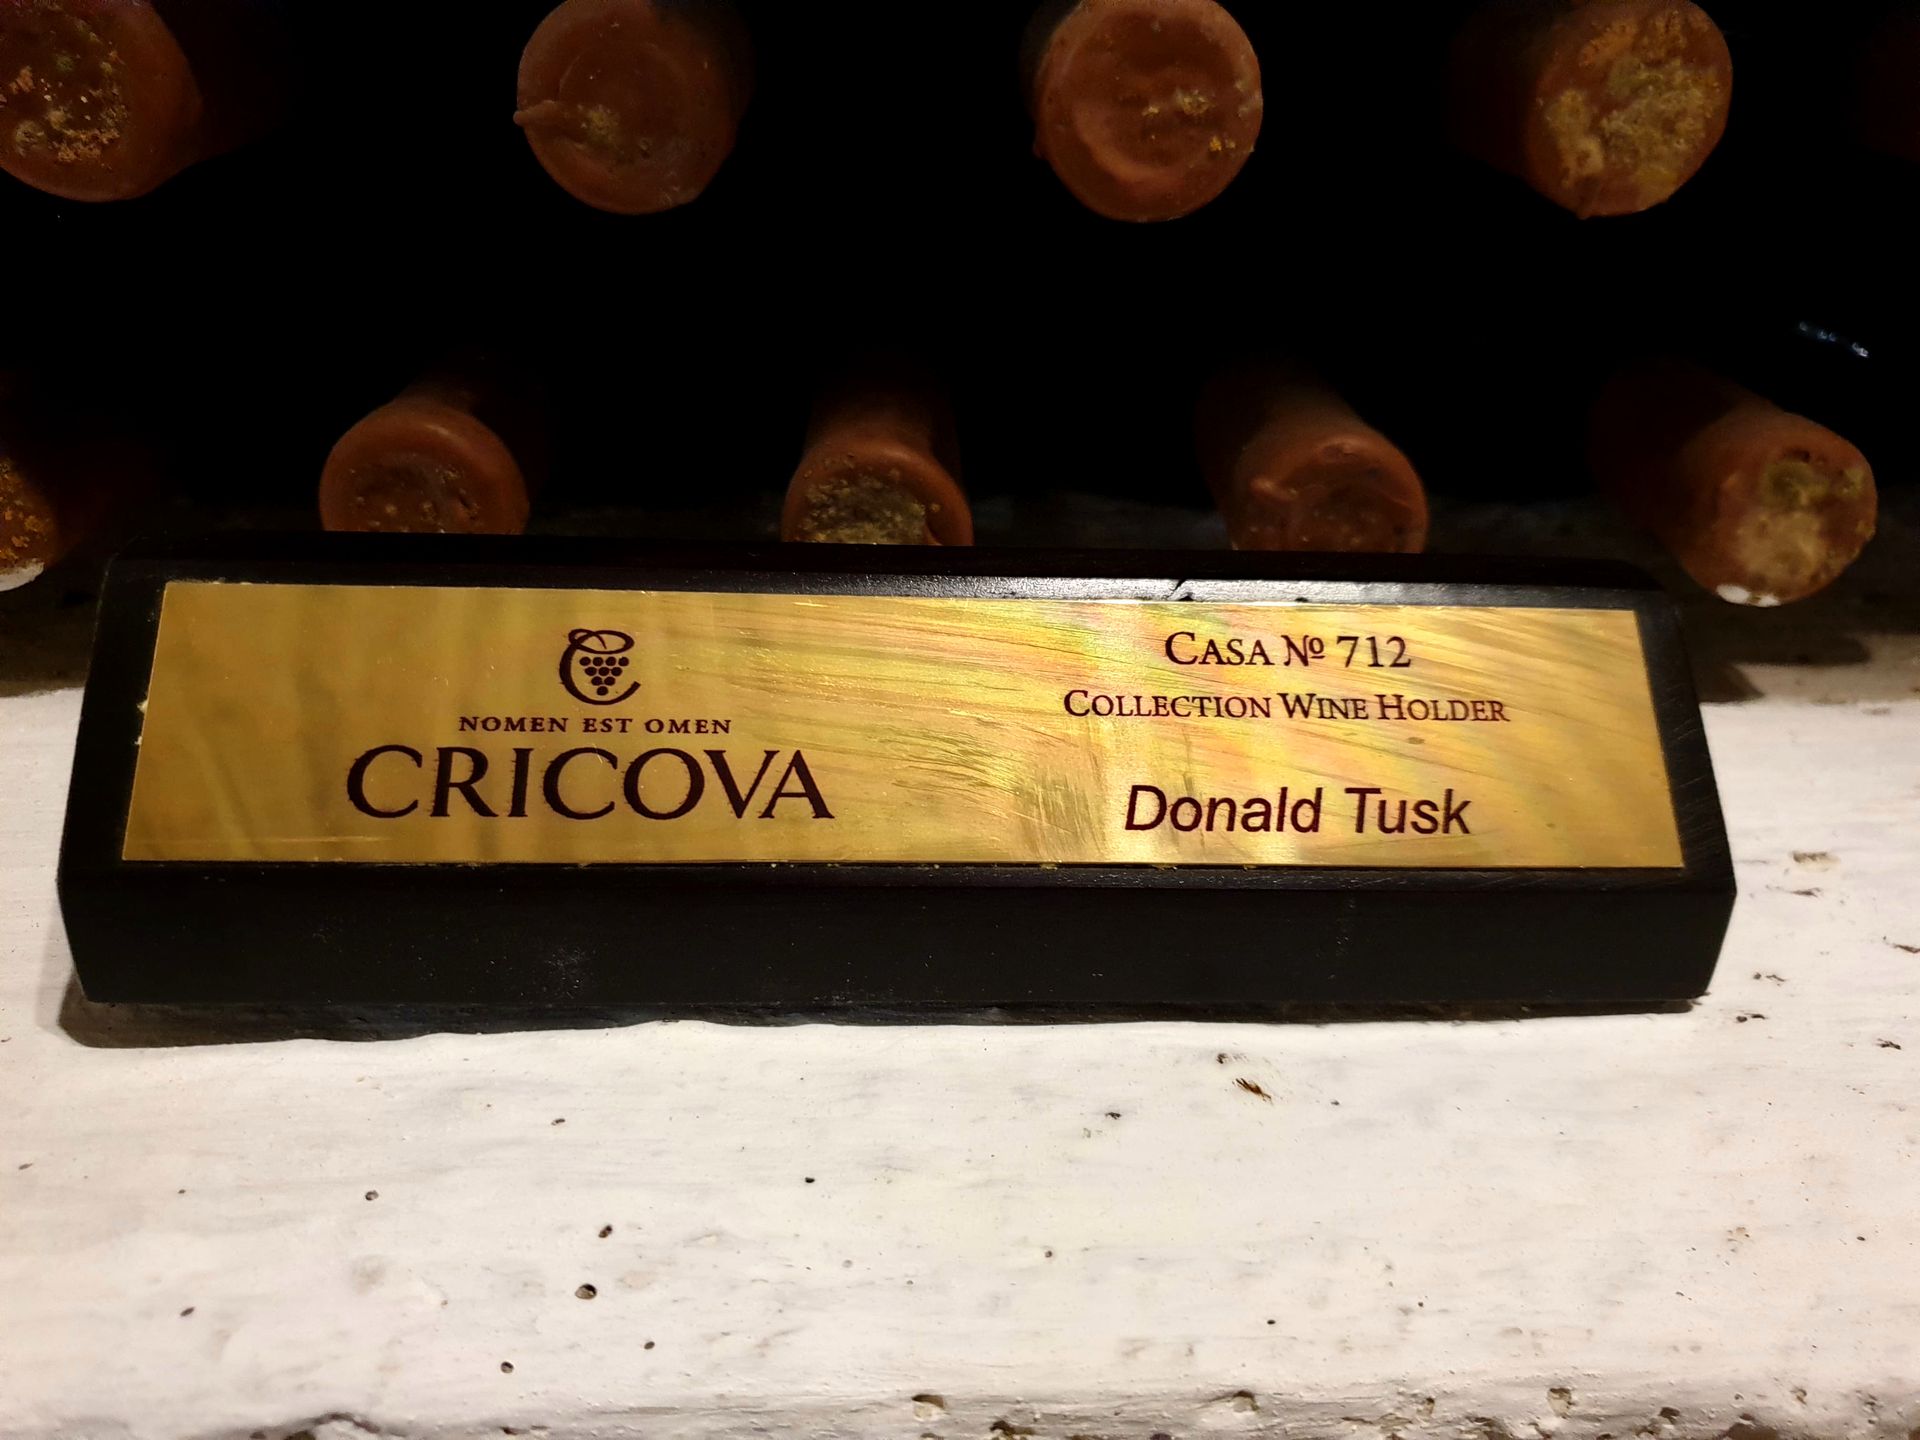 NOMEN EST OMEN
CRICOVA
CASA № 712
COLLECTION WINE HOLDER
Donald Tusk